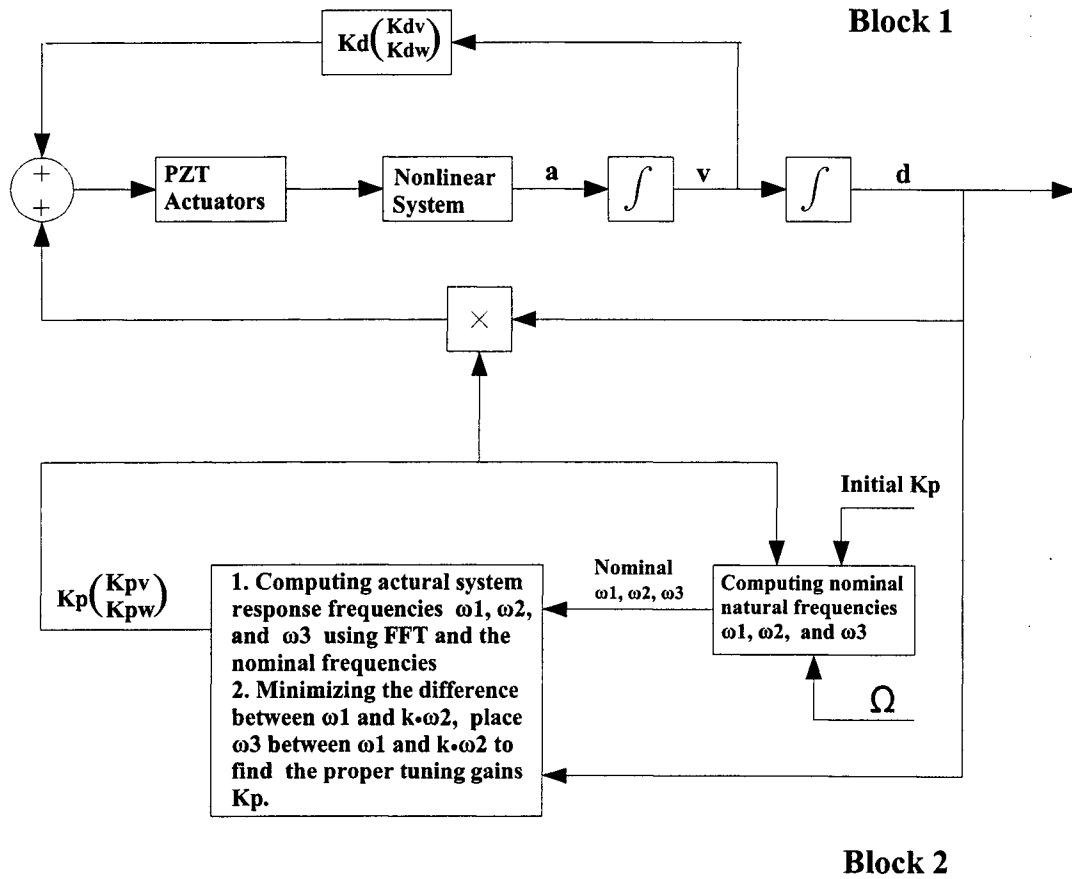 Block 1
Kd(Kdv
Kdw)
+
+
PZT
Actuators
Nonlinear
System
a
∫
v
∫
d
×
Initial Kp
Kp(Kpv
Kpw)
1. Computing actural system
response frequencies ω1, ω2,
and ω3 using FFT and the
nominal frequencies
2. Minimizing the difference
between ω1 and k•ω2, place
ω3 between ω1 and k•ω2 to
find the proper tuning gains
Kp.
Nominal
ω1, ω2, ω3
Computing nominal
natural frequencies
ω1, ω2, and ω3
Ω
Block 2